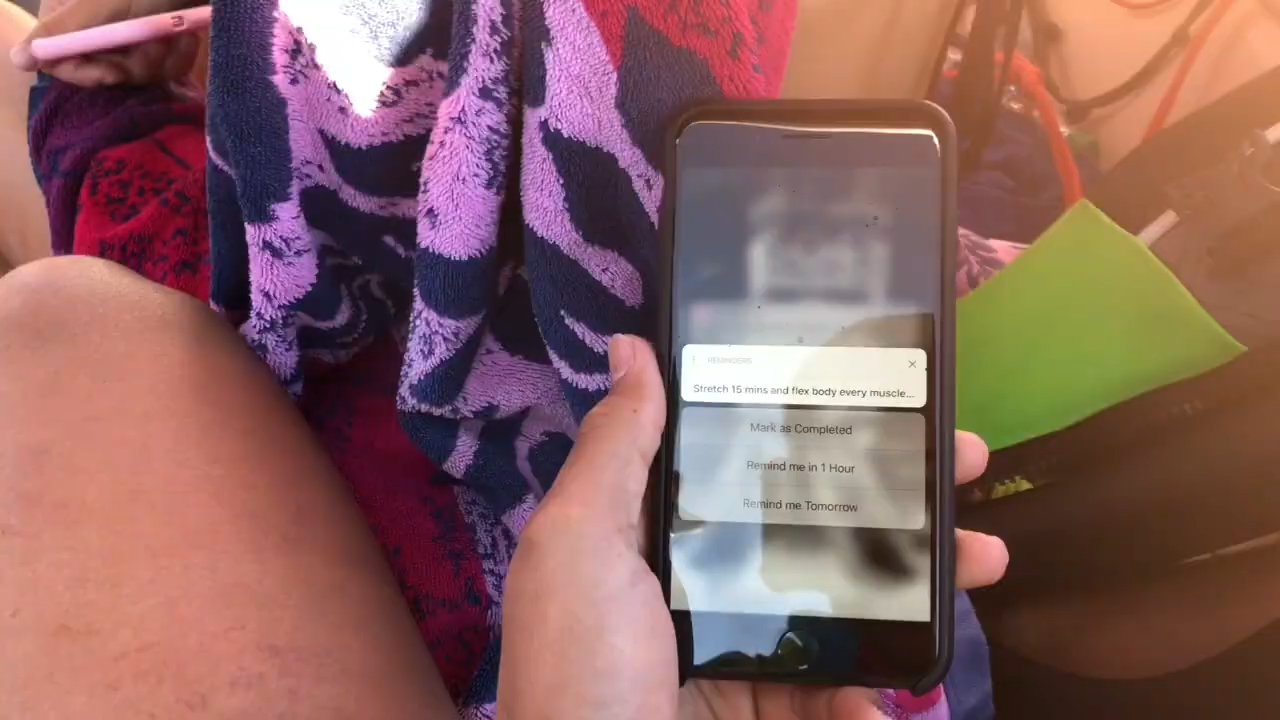 REMINDERS
Stretch 15 mins and flex body every muscle...
Mark as Completed
Remind me in 1 Hour
Remind me Tomorrow